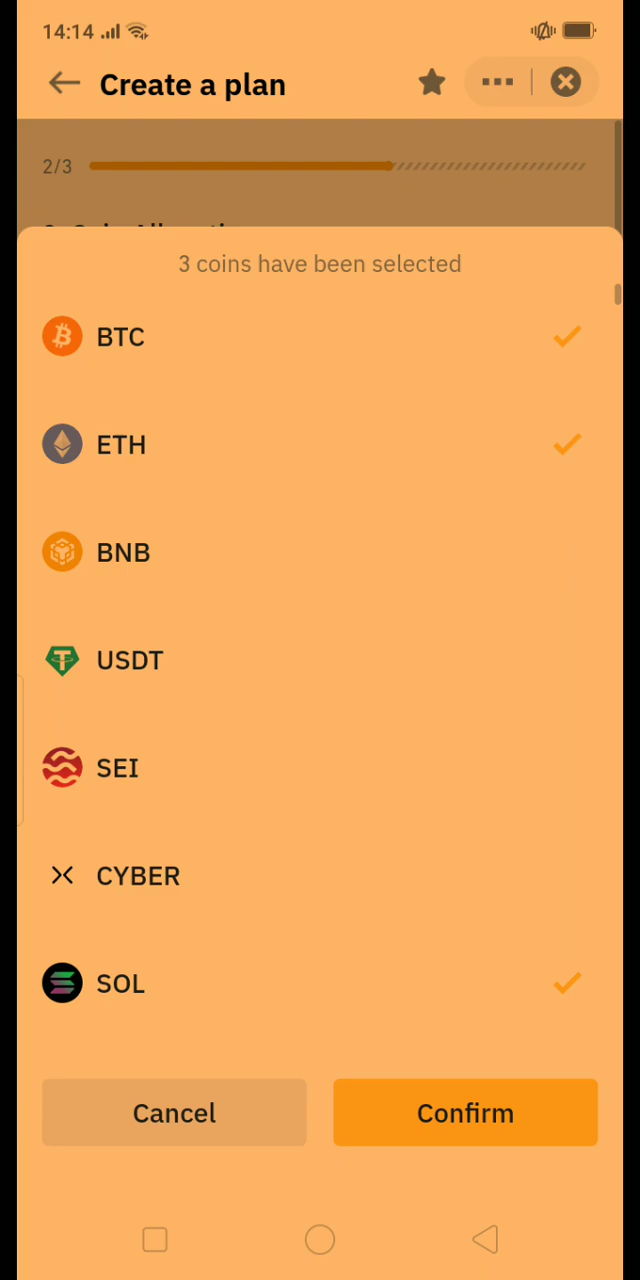 14:14
Create a plan
2/3
3 coins have been selected
BTC
ETH
BNB
USDT
SEI
CYBER
SOL
Cancel
Confirm